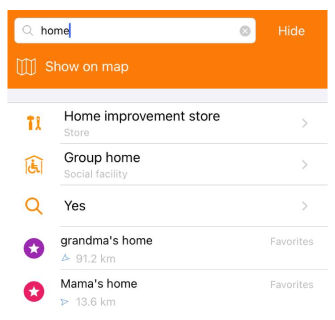 home
Hide
Show on map
Home improvement store
Store
Group home
Social facility
Yes
grandma's home
Favorites
91.2 km
Mama's home
Favorites
13.6 km